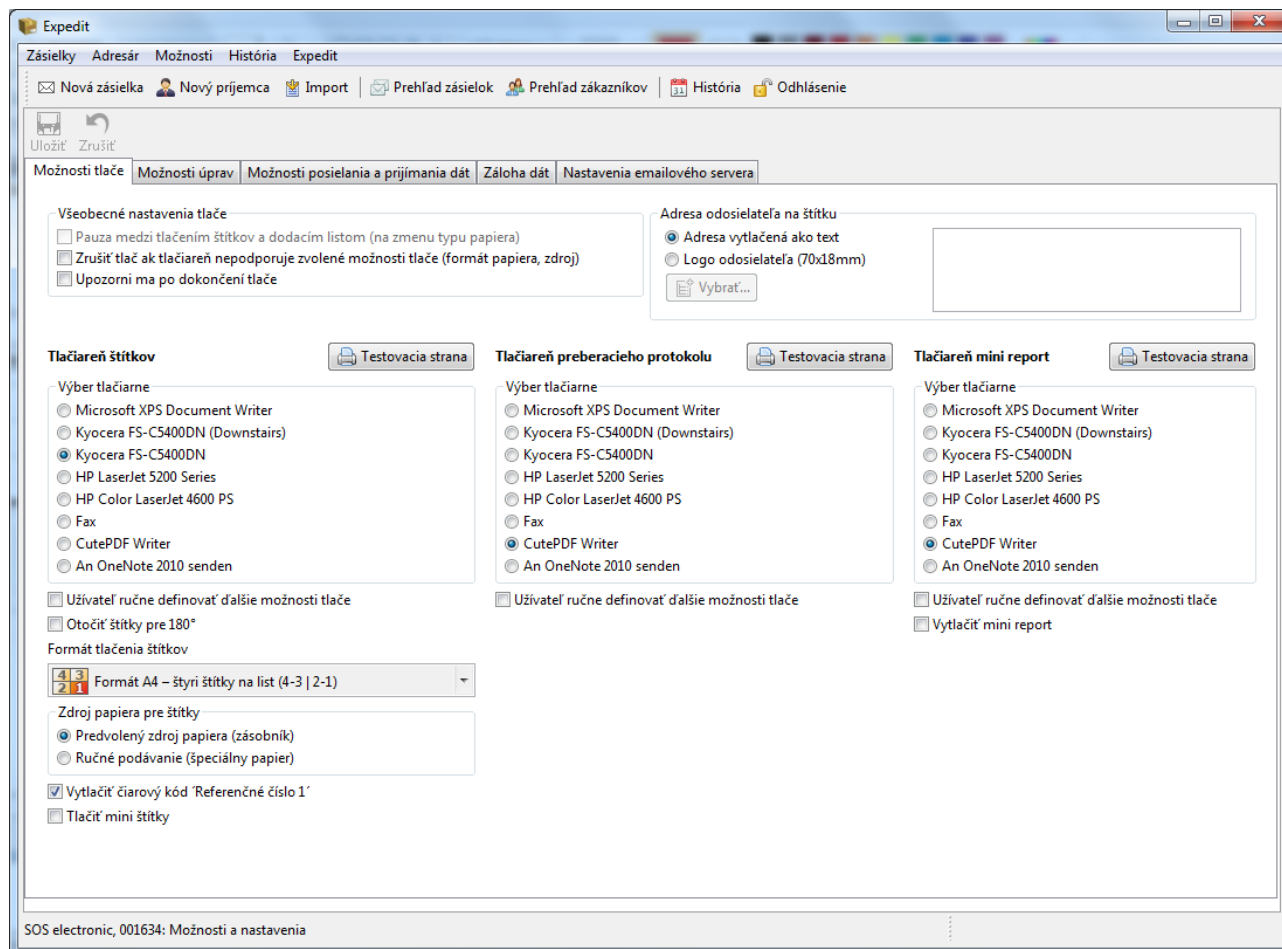 Expedit
Zásielky Adresár Možnosti História Expedit
Nová zásielka Nový príjemca Import Prehľad zásielok Prehľad zákazníkov 31 História Odhlásenie
Uložiť Zrušiť
Možnosti tlače Možnosti úprav Možnosti posielania a prijímania dát Záloha dát Nastavenia emailového servera
Všeobecné nastavenia tlače
Pauza medzi tlačením štítkov a dodacím listom (na zmenu typu papiera)
Zrušiť tlač ak tlačiareň nepodporuje zvolené možnosti tlače (formát papiera, zdroj)
Upozorni ma po dokončení tlače
Adresa odosielateľa na štítku
Adresa vytlačená ako text
Logo odosielateľa (70x18mm)
Vybrať...
Tlačiareň štítkov
Testovacia strana
Výber tlačiarne
Microsoft XPS Document Writer
Kyocera FS-C5400DN (Downstairs)
Kyocera FS-C5400DN
HP LaserJet 5200 Series
HP Color LaserJet 4600 PS
Fax
CutePDF Writer
An OneNote 2010 senden
Užívateľ ručne definovať ďalšie možnosti tlače
Otočiť štítky pre 180°
Formát tlačenia štítkov
4 3
2 1
Formát A4 – štyri štítky na list (4-3 | 2-1)
Zdroj papiera pre štítky
Predvolený zdroj papiera (zásobník)
Ručné podávanie (špeciálny papier)
Vytlačiť čiarový kód ´Referenčné číslo 1´
Tlačiť mini štítky
Tlačiareň preberacieho protokolu
Testovacia strana
Výber tlačiarne
Microsoft XPS Document Writer
Kyocera FS-C5400DN (Downstairs)
Kyocera FS-C5400DN
HP LaserJet 5200 Series
HP Color LaserJet 4600 PS
Fax
CutePDF Writer
An OneNote 2010 senden
Užívateľ ručne definovať ďalšie možnosti tlače
Tlačiareň mini report
Testovacia strana
Výber tlačiarne
Microsoft XPS Document Writer
Kyocera FS-C5400DN (Downstairs)
Kyocera FS-C5400DN
HP LaserJet 5200 Series
HP Color LaserJet 4600 PS
Fax
CutePDF Writer
An OneNote 2010 senden
Užívateľ ručne definovať ďalšie možnosti tlače
Vytlačiť mini report
SOS electronic, 001634: Možnosti a nastavenia